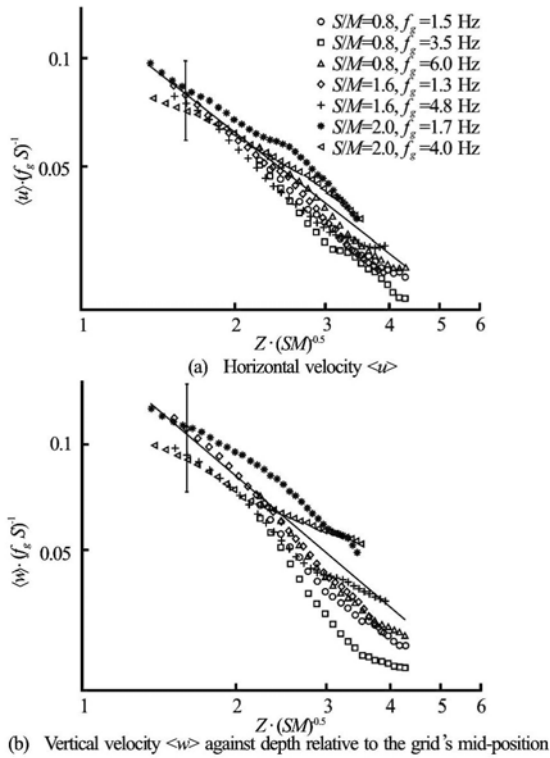 0.1
0.05
⟨u⟩·(f_g S)^-1
S/M=0.8, f_g=1.5 Hz
S/M=0.8, f_g=3.5 Hz
S/M=0.8, f_g=6.0 Hz
S/M=1.6, f_g=1.3 Hz
S/M=1.6, f_g=4.8 Hz
S/M=2.0, f_g=1.7 Hz
S/M=2.0, f_g=4.0 Hz
1 2 3 4 5 6
Z·(SM)^0.5
(a) Horizontal velocity <u>
0.1
0.05
⟨w⟩·(f_g S)^-1
1 2 3 4 5 6
Z·(SM)^0.5
(b) Vertical velocity <w> against depth relative to the grid's mid-position